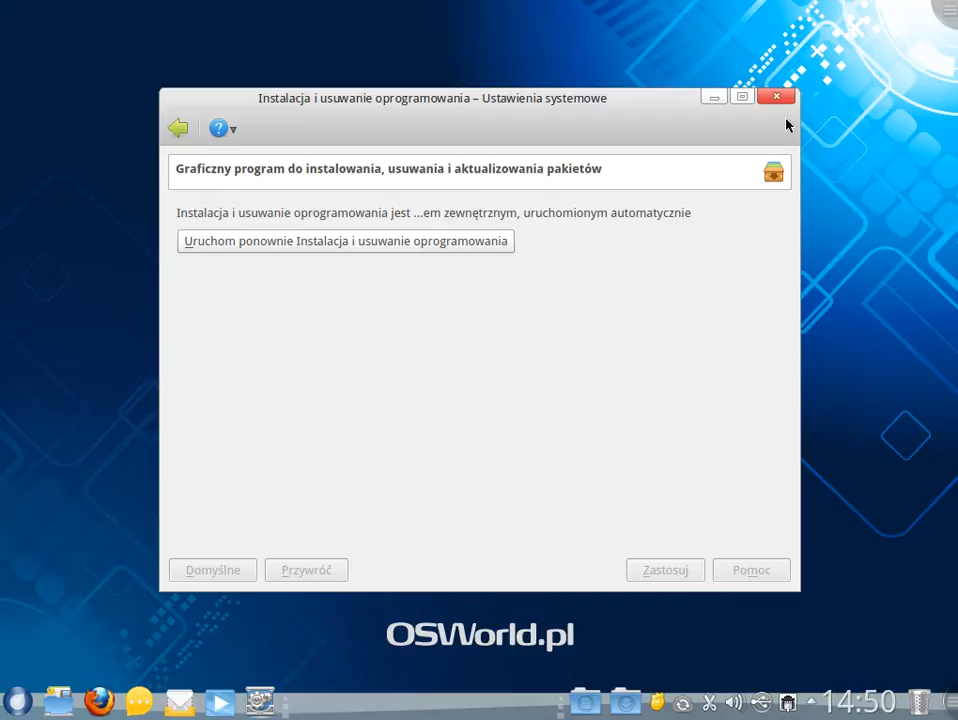 Instalacja i usuwanie oprogramowania – Ustawienia systemowe
Graficzny program do instalowania, usuwania i aktualizowania pakietów
Instalacja i usuwanie oprogramowania jest ...em zewnętrznym, uruchomionym automatycznie
Uruchom ponownie Instalacja i usuwanie oprogramowania
Domyślne Przywróć Zastosuj Pomoc
OSWorld.pl
14:50